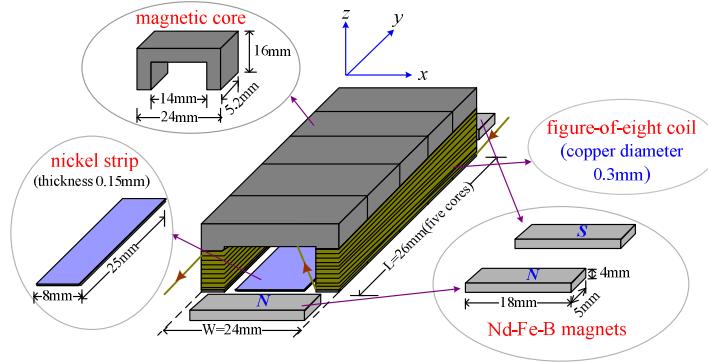 magnetic core
16mm
14mm
24mm
5.2mm
z
y
x
nickel strip
(thickness 0.15mm)
25mm
8mm
figure-of-eight coil
(copper diameter
0.3mm)
L=26mm(five cores)
N
W=24mm
S
N
4mm
18mm
5mm
Nd-Fe-B magnets